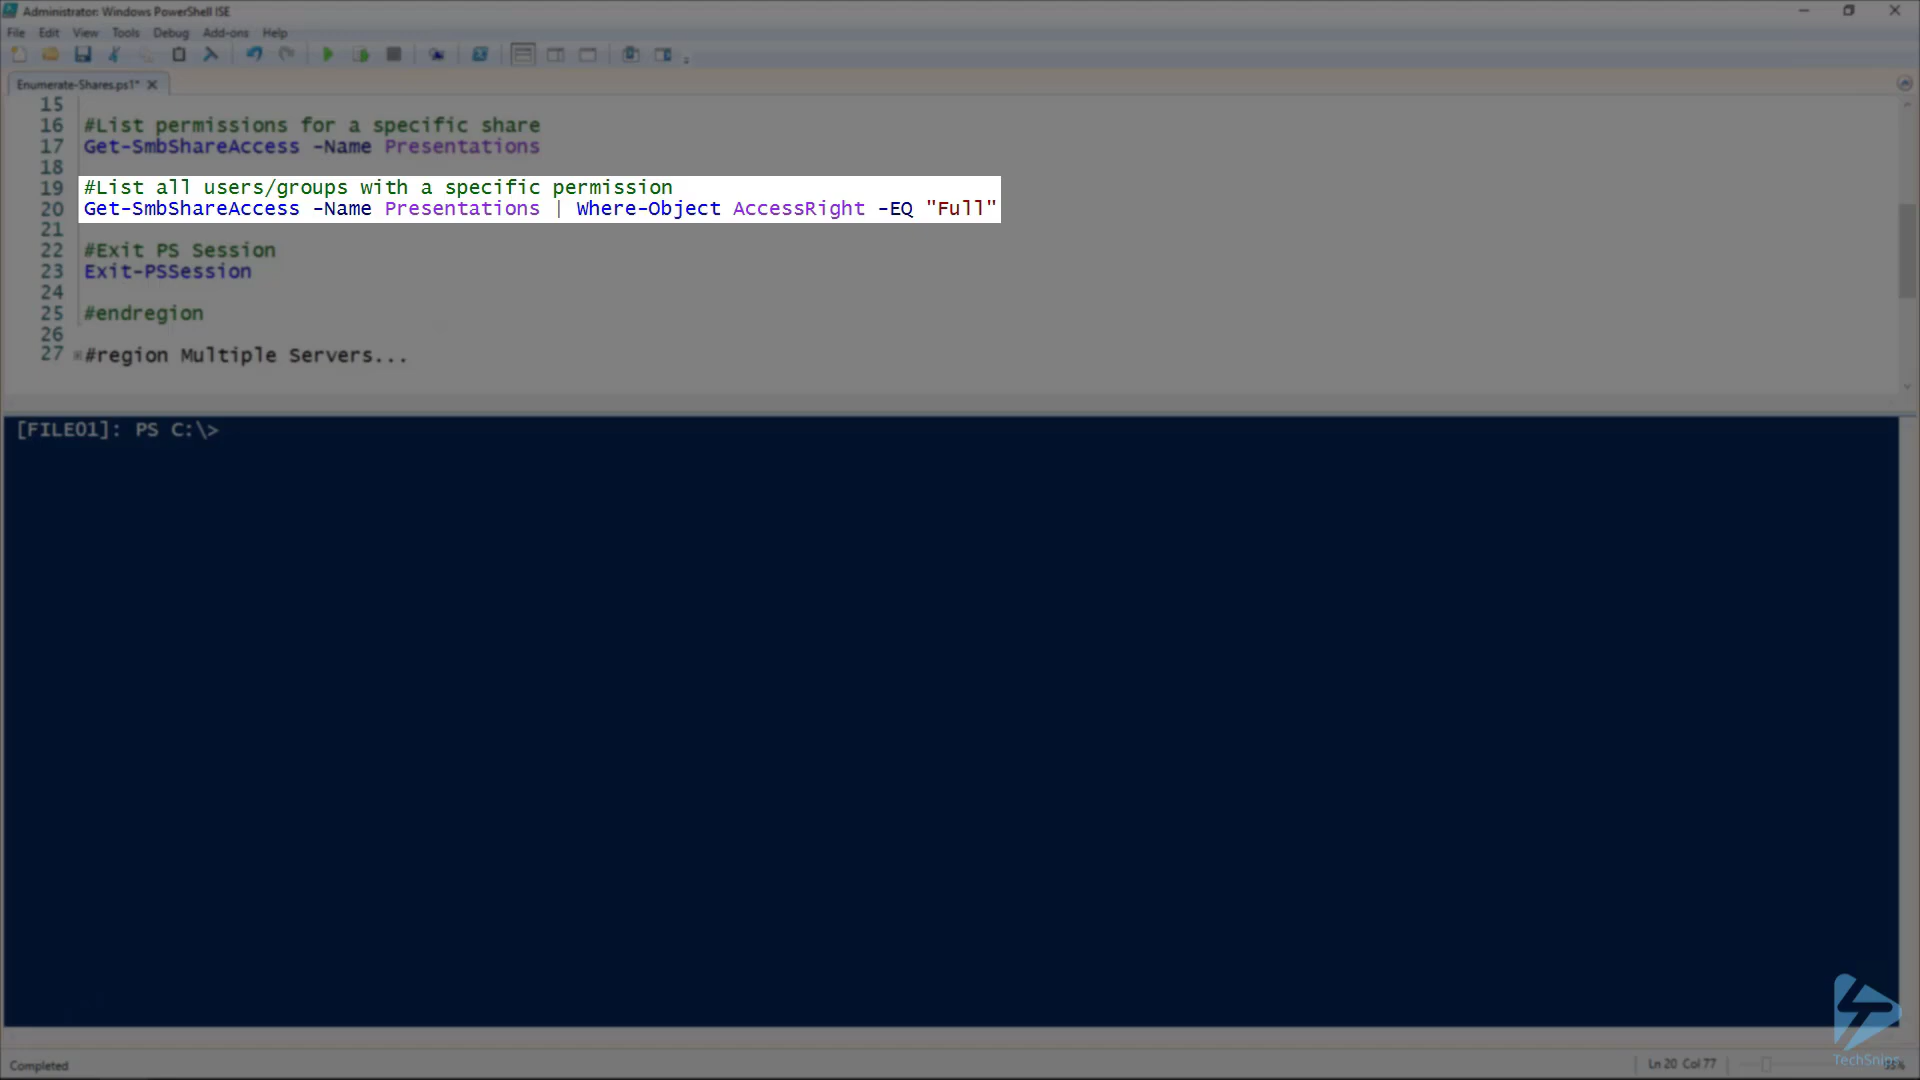 Administrator: Windows PowerShell ISE
File Edit View Tools Debug Add-ons Help
Enumerate-Shares.ps1*
15
16 #List permissions for a specific share
17 Get-SmbShareAccess -Name Presentations
18
19 #List all users/groups with a specific permission
20 Get-SmbShareAccess -Name Presentations | Where-Object AccessRight -EQ "Full"
21
22 #Exit PS Session
23 Exit-PSSession
24
25 #endregion
26
27 #region Multiple Servers...
[FILE01]: PS C:\>
TechSnips
Completed Ln 20 Col 77